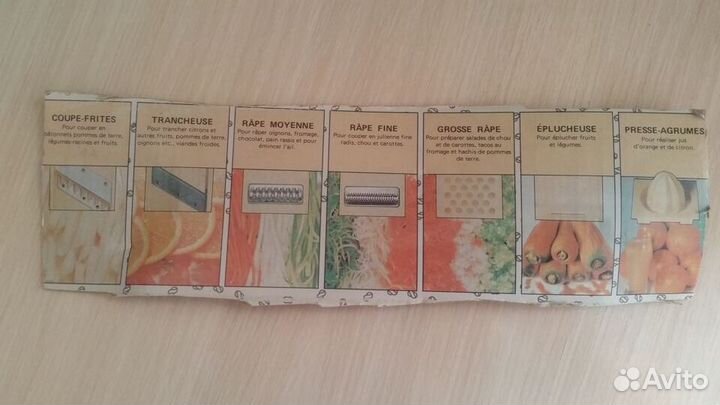 COUPE-FRITES
Pour couper en
bâtonnets pommes de terre,
légumes-racines et fruits.
TRANCHEUSE
Pour trancher citrons et
autres fruits, pommes de terre,
oignons etc., viandes froides.
RÂPE MOYENNE
Pour râper oignons, fromage,
chocolat, pain rassis et pour
émincer l'ail.
RÂPE FINE
Pour couper en julienne fine
radis, chou et carottes.
GROSSE RÂPE
Pour préparer salades de chou
et de carottes, tacos au
fromage et hachis de pommes
de terre.
ÉPLUCHEUSE
Pour éplucher fruits
et légumes.
PRESSE-AGRUMES
Pour réaliser jus
d'orange et de citron.
Avito